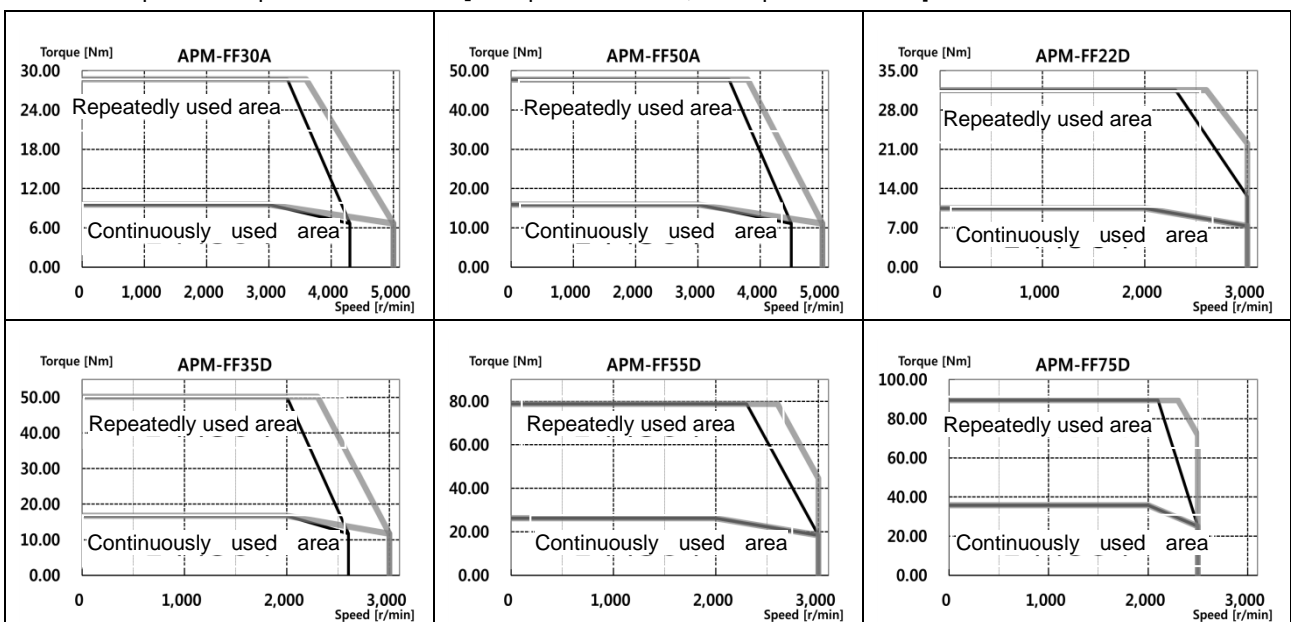 Torque [Nm] APM-FF30A
30.00
24.00
Repeatedly used area
18.00
12.00
6.00
Continuously used area
0.00
0 1,000 2,000 3,000 4,000 5,000
Speed [r/min]
Torque [Nm] APM-FF50A
50.00
40.00
Repeatedly used area
30.00
20.00
10.00
Continuously used area
0.00
0 1,000 2,000 3,000 4,000 5,000
Speed [r/min]
Torque [Nm] APM-FF22D
35.00
28.00
Repeatedly used area
21.00
14.00
7.00
Continuously used area
0.00
0 1,000 2,000 3,000
Speed [r/min]
Torque [Nm] APM-FF35D
50.00
Repeatedly used area
40.00
30.00
20.00
10.00
Continuously used area
0.00
0 1,000 2,000 3,000
Speed [r/min]
Torque [Nm] APM-FF55D
80.00
Repeatedly used area
60.00
40.00
20.00
Continuously used area
0.00
0 1,000 2,000 3,000
Speed [r/min]
Torque [Nm] APM-FF75D
100.00
80.00
Repeatedly used area
60.00
40.00
20.00
Continuously used area
0.00
0 1,000 2,000 3,000
Speed [r/min]